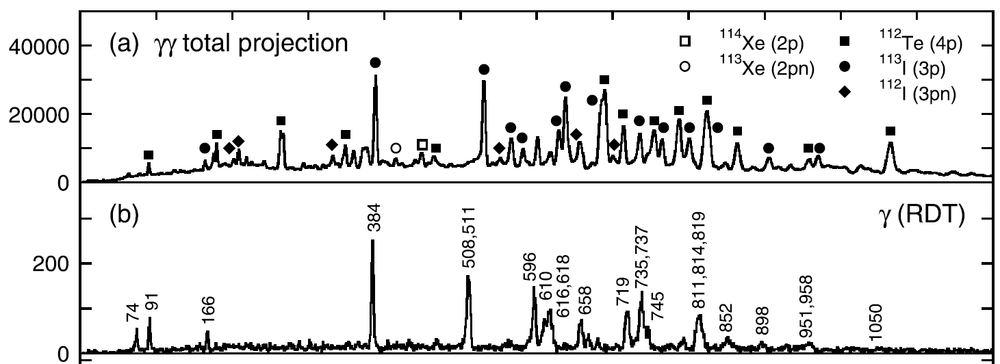 (a) γγ total projection
¹¹⁴Xe (2p)
¹¹³Xe (2pn)
¹¹²Te (4p)
¹¹³I (3p)
¹¹²I (3pn)
40000
20000
0
(b)
γ (RDT)
200
0
74
91
166
384
508,511
596
610
616,618
658
719
735,737
745
811,814,819
852
898
951,958
1050